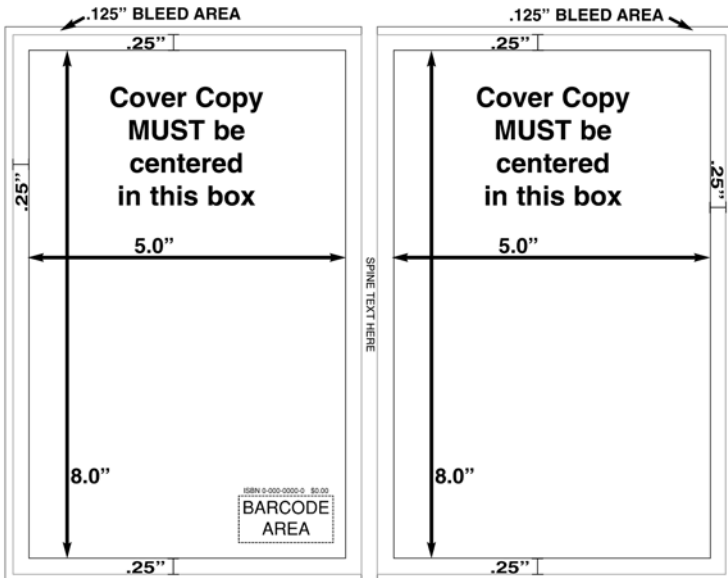 .125” BLEED AREA
.25”
Cover Copy
MUST be
centered
in this box
.25”
5.0”
8.0”
ISBN 0-000-0000-0 $0.00
BARCODE
AREA
.25”
SPINE TEXT HERE
.125” BLEED AREA
.25”
Cover Copy
MUST be
centered
in this box
.25”
5.0”
8.0”
.25”